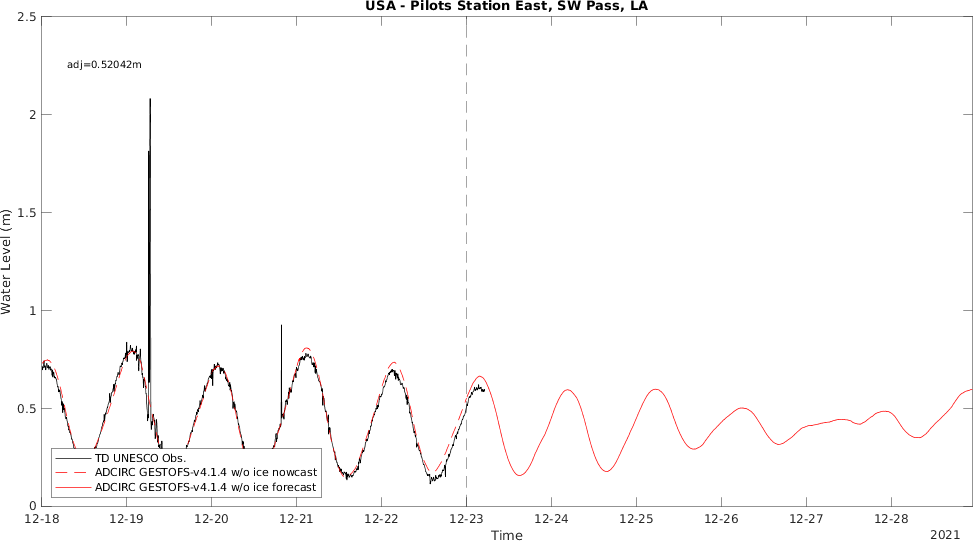 USA - Pilots Station East, SW Pass, LA
2.5
adj=0.52042m
2
1.5
Water Level (m)
1
0.5
TD UNESCO Obs.
ADCIRC GESTOFS-v4.1.4 w/o ice nowcast
ADCIRC GESTOFS-v4.1.4 w/o ice forecast
0
12-18 12-19 12-20 12-21 12-22 12-23 12-24 12-25 12-26 12-27 12-28
Time
2021